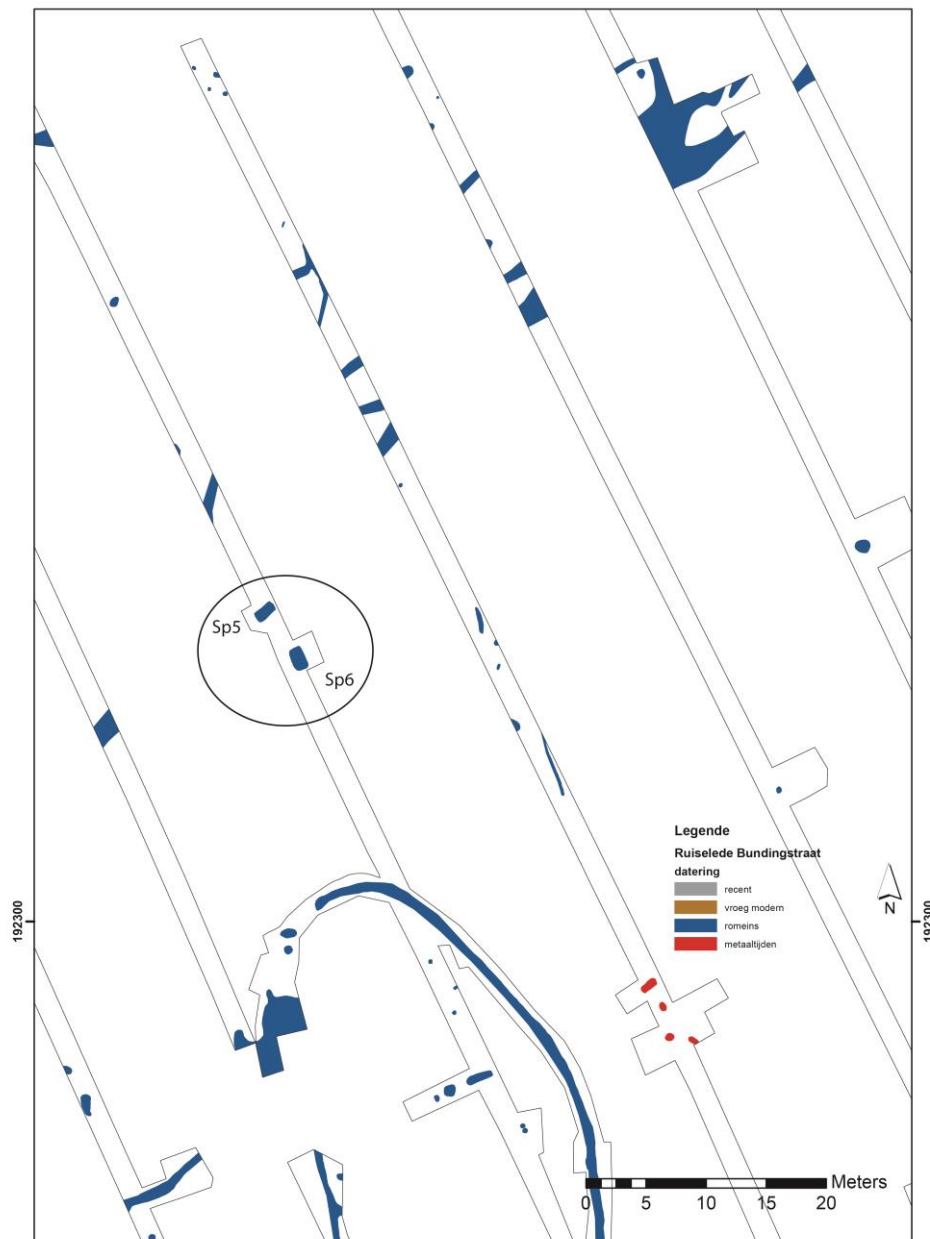 Sp5
Sp6
Legende
Ruiselede Bundingstraat
datering
recent
vroeg modern
romeins
metaaltijden
N
192300
192300
Meters
0 5 10 15 20